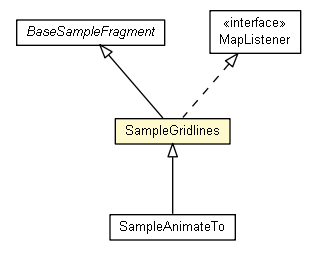 BaseSampleFragment
«interface»
MapListener
SampleGridlines
SampleAnimateTo